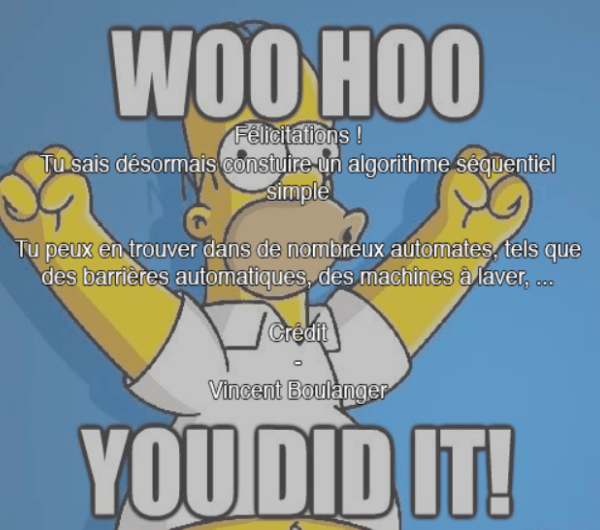 WOO HOO
Félicitations !
Tu sais désormais constuire un algorithme séquentiel
simple
Tu peux en trouver dans de nombreux automates, tels que
des barrières automatiques, des machines à laver, ...
Crédit
-
Vincent Boulanger
YOU DID IT!